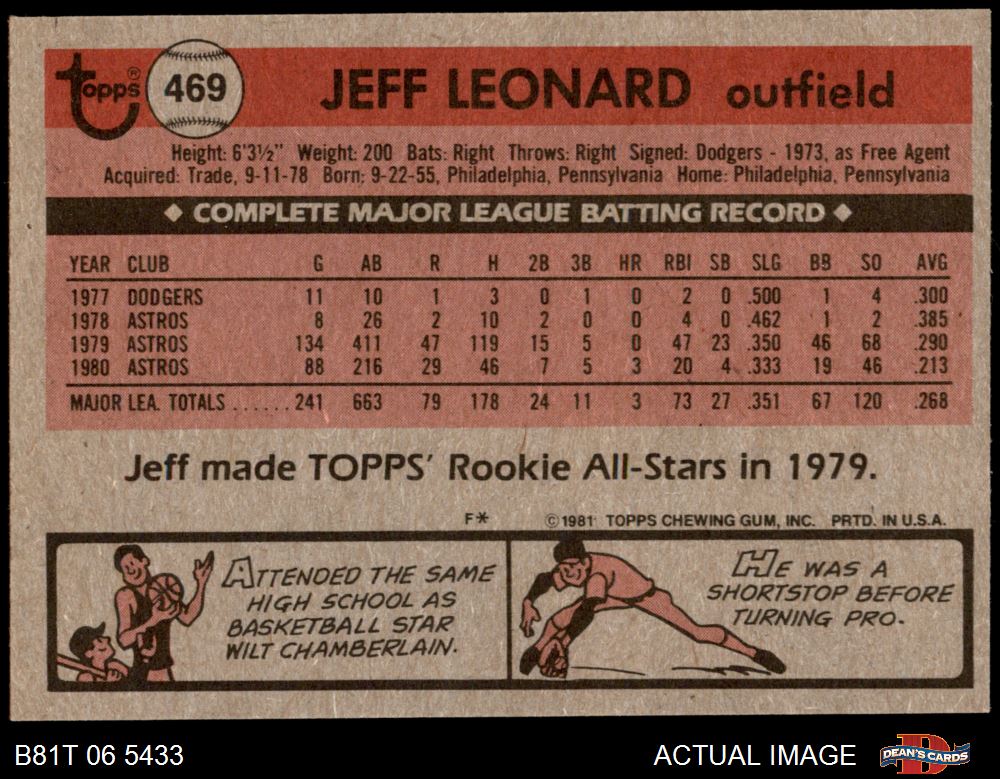 topps® 469 JEFF LEONARD outfield
Height: 6'3½" Weight: 200 Bats: Right Throws: Right Signed: Dodgers - 1973, as Free Agent
Acquired: Trade, 9-11-78 Born: 9-22-55, Philadelphia, Pennsylvania Home: Philadelphia, Pennsylvania
◆ COMPLETE MAJOR LEAGUE BATTING RECORD ◆
YEAR CLUB G AB R H 2B 3B HR RBI SB SLG BB SO AVG
1977 DODGERS 11 10 1 3 0 1 0 2 0 .500 1 4 .300
1978 ASTROS 8 26 2 10 2 0 0 4 0 .462 1 2 .385
1979 ASTROS 134 411 47 119 15 5 0 47 23 .350 46 68 .290
1980 ASTROS 88 216 29 46 7 5 3 20 4 .333 19 46 .213
MAJOR LEA. TOTALS ......241 663 79 178 24 11 3 73 27 .351 67 120 .268
Jeff made TOPPS' Rookie All-Stars in 1979.
F* ©1981 TOPPS CHEWING GUM, INC. PRTD. IN U.S.A.
ATTENDED THE SAME
HIGH SCHOOL AS
BASKETBALL STAR
WILT CHAMBERLAIN.
HE WAS A
SHORTSTOP BEFORE
TURNING PRO.
B81T 06 5433 ACTUAL IMAGE D DEAN'S CARDS